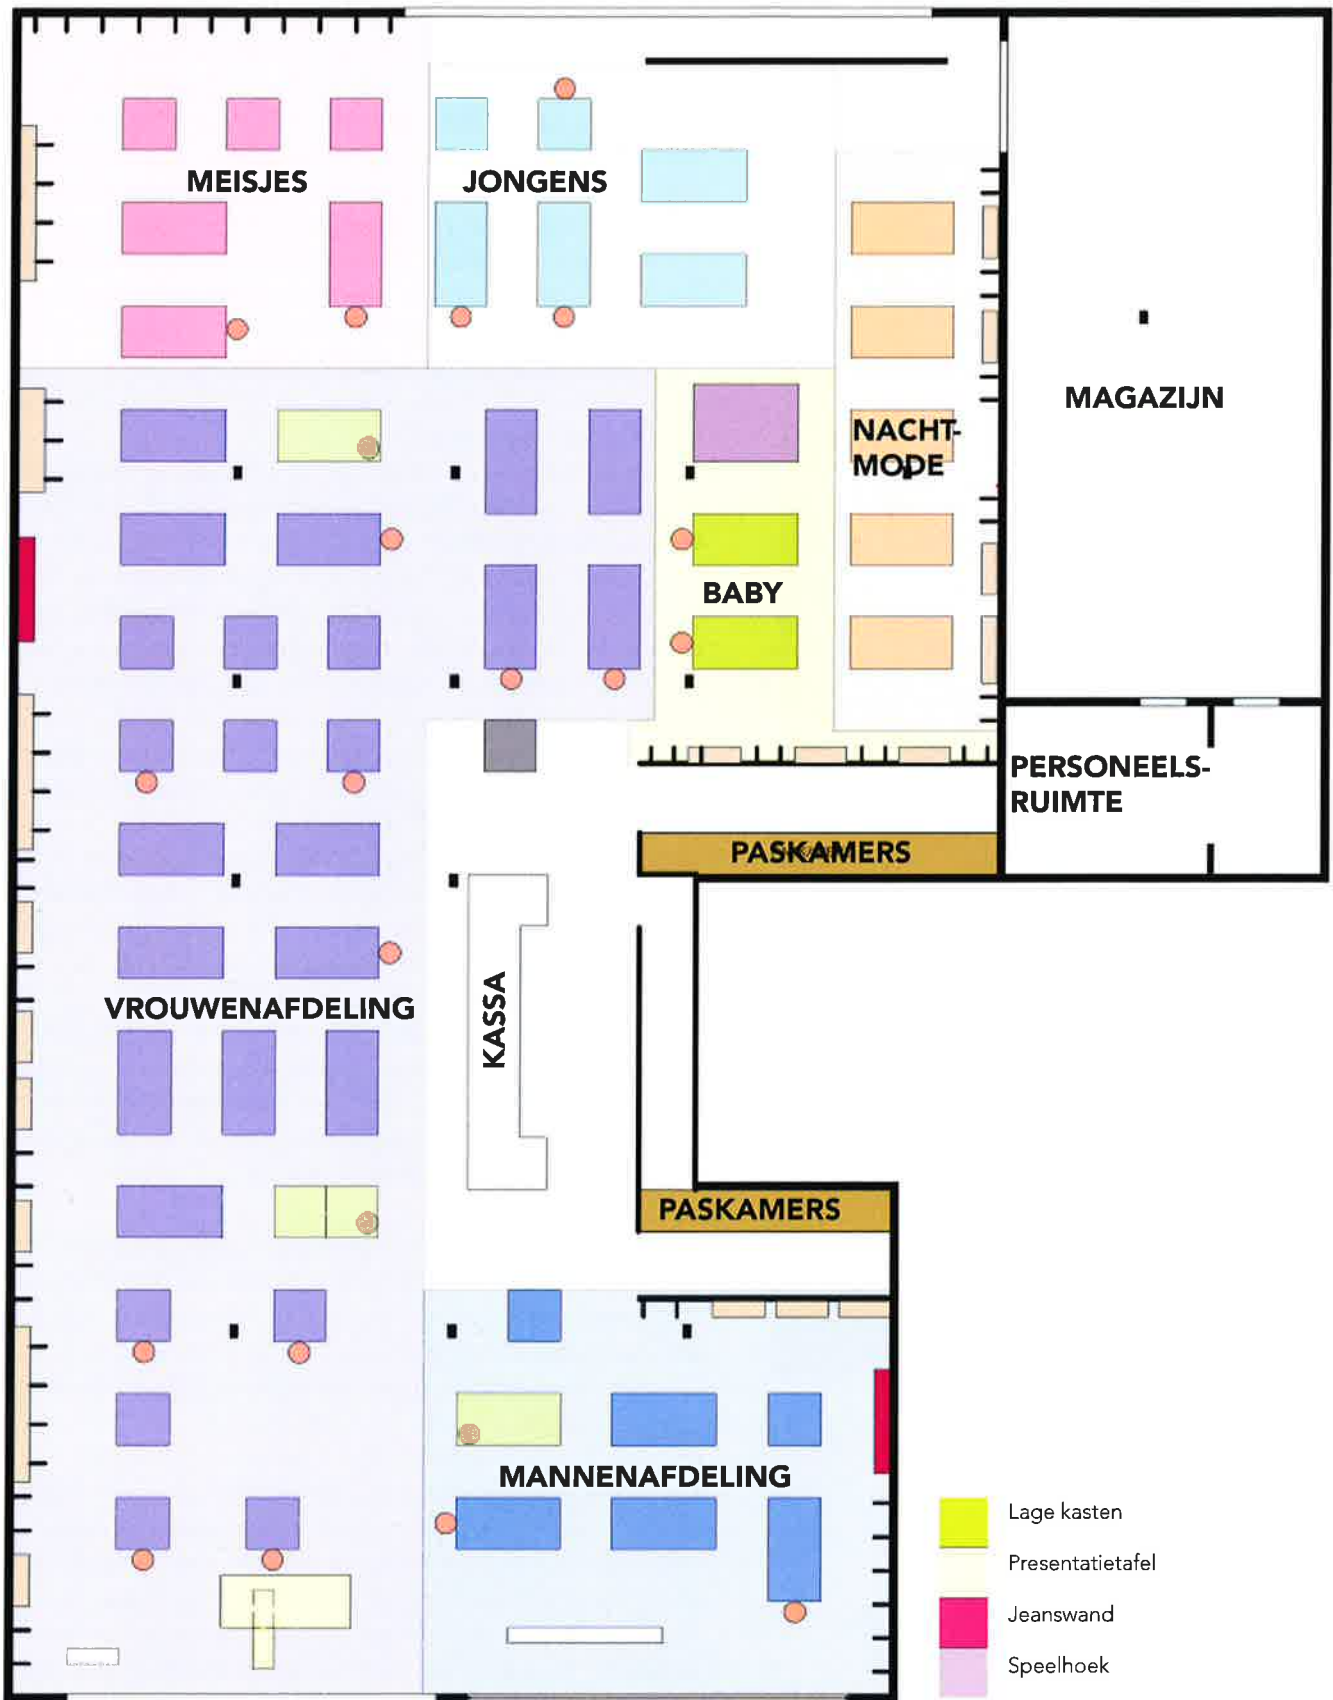 MEISJES
JONGENS
MAGAZIJN
NACHT-
MODE
BABY
PERSONEELS-
RUIMTE
PASKAMERS
VROUWENAFDELING
KASSA
PASKAMERS
MANNENAFDELING
Lage kasten
Presentatietafel
Jeanswand
Speelhoek